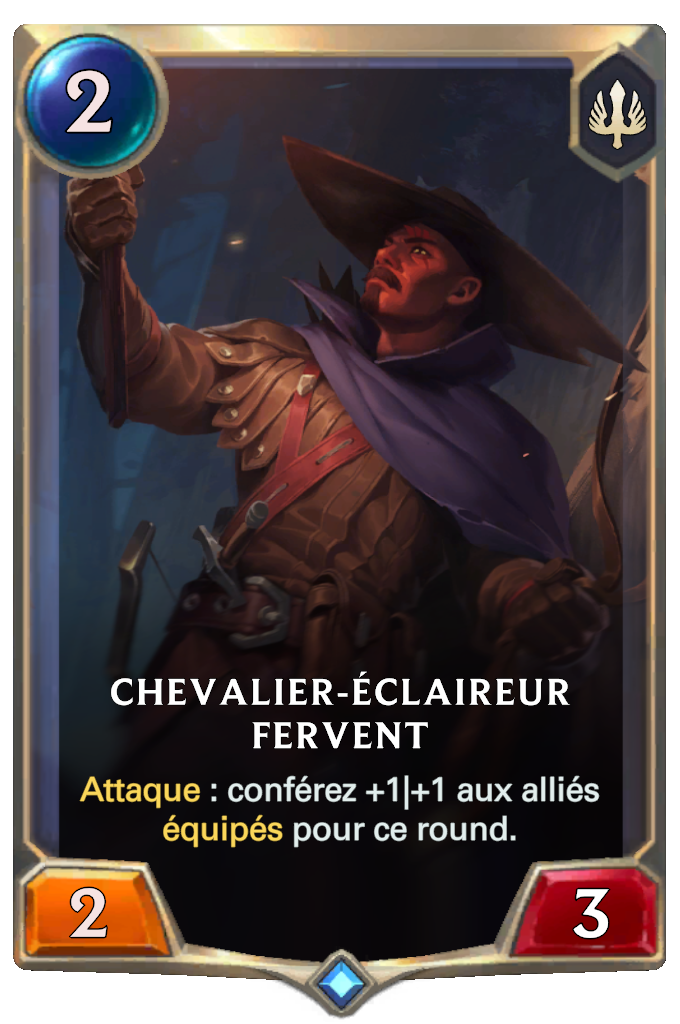 2
CHEVALIER-ÉCLAIREUR
FERVENT
Attaque : conférez +1|+1 aux alliés
équipés pour ce round.
2
3